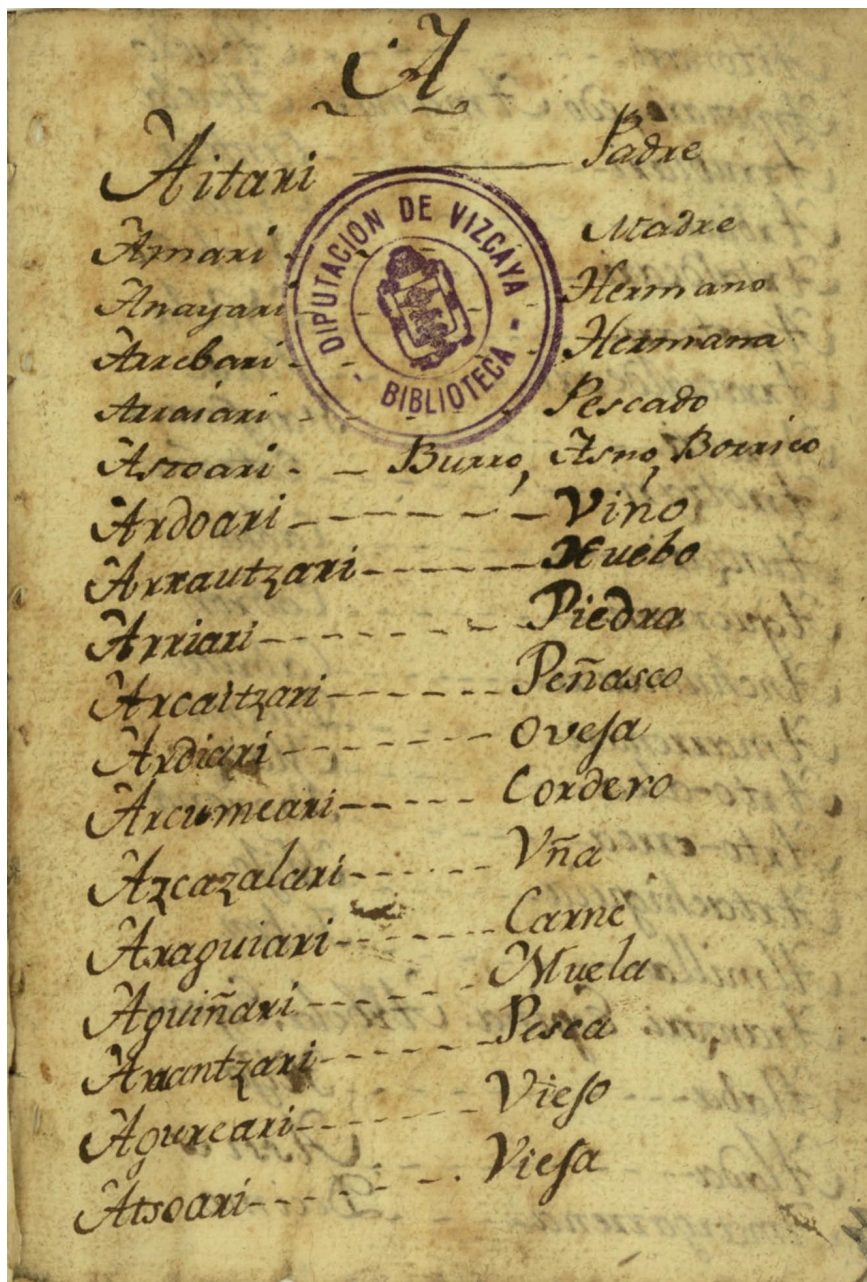 A
Aitari — Padre
Amari - Madre
Anayari - Hermano
Arrebari - Hermana
DIPUTACION DE VIZCAYA - BIBLIOTECA -
Arraiari - - Pescado
Astoari - - Burro, Asno, Borrico
Ardoari - - - - - - Vino
Arrautzari - - - - - Huebo
Arriari - - - - - - Piedra
Arcaitzari - - - - - Peñasco
Ardiari - - - - - - Oveja
Arcumeari - - - - - Cordero
Azcazalari - - - - - Vña
Araguiari - - - - - Carne
Aguiñari - - - - - Muela
Arrantzari - - - - - Pesca
Agureari - - - - - Viejo
Atsoari - - - - - - Vieja